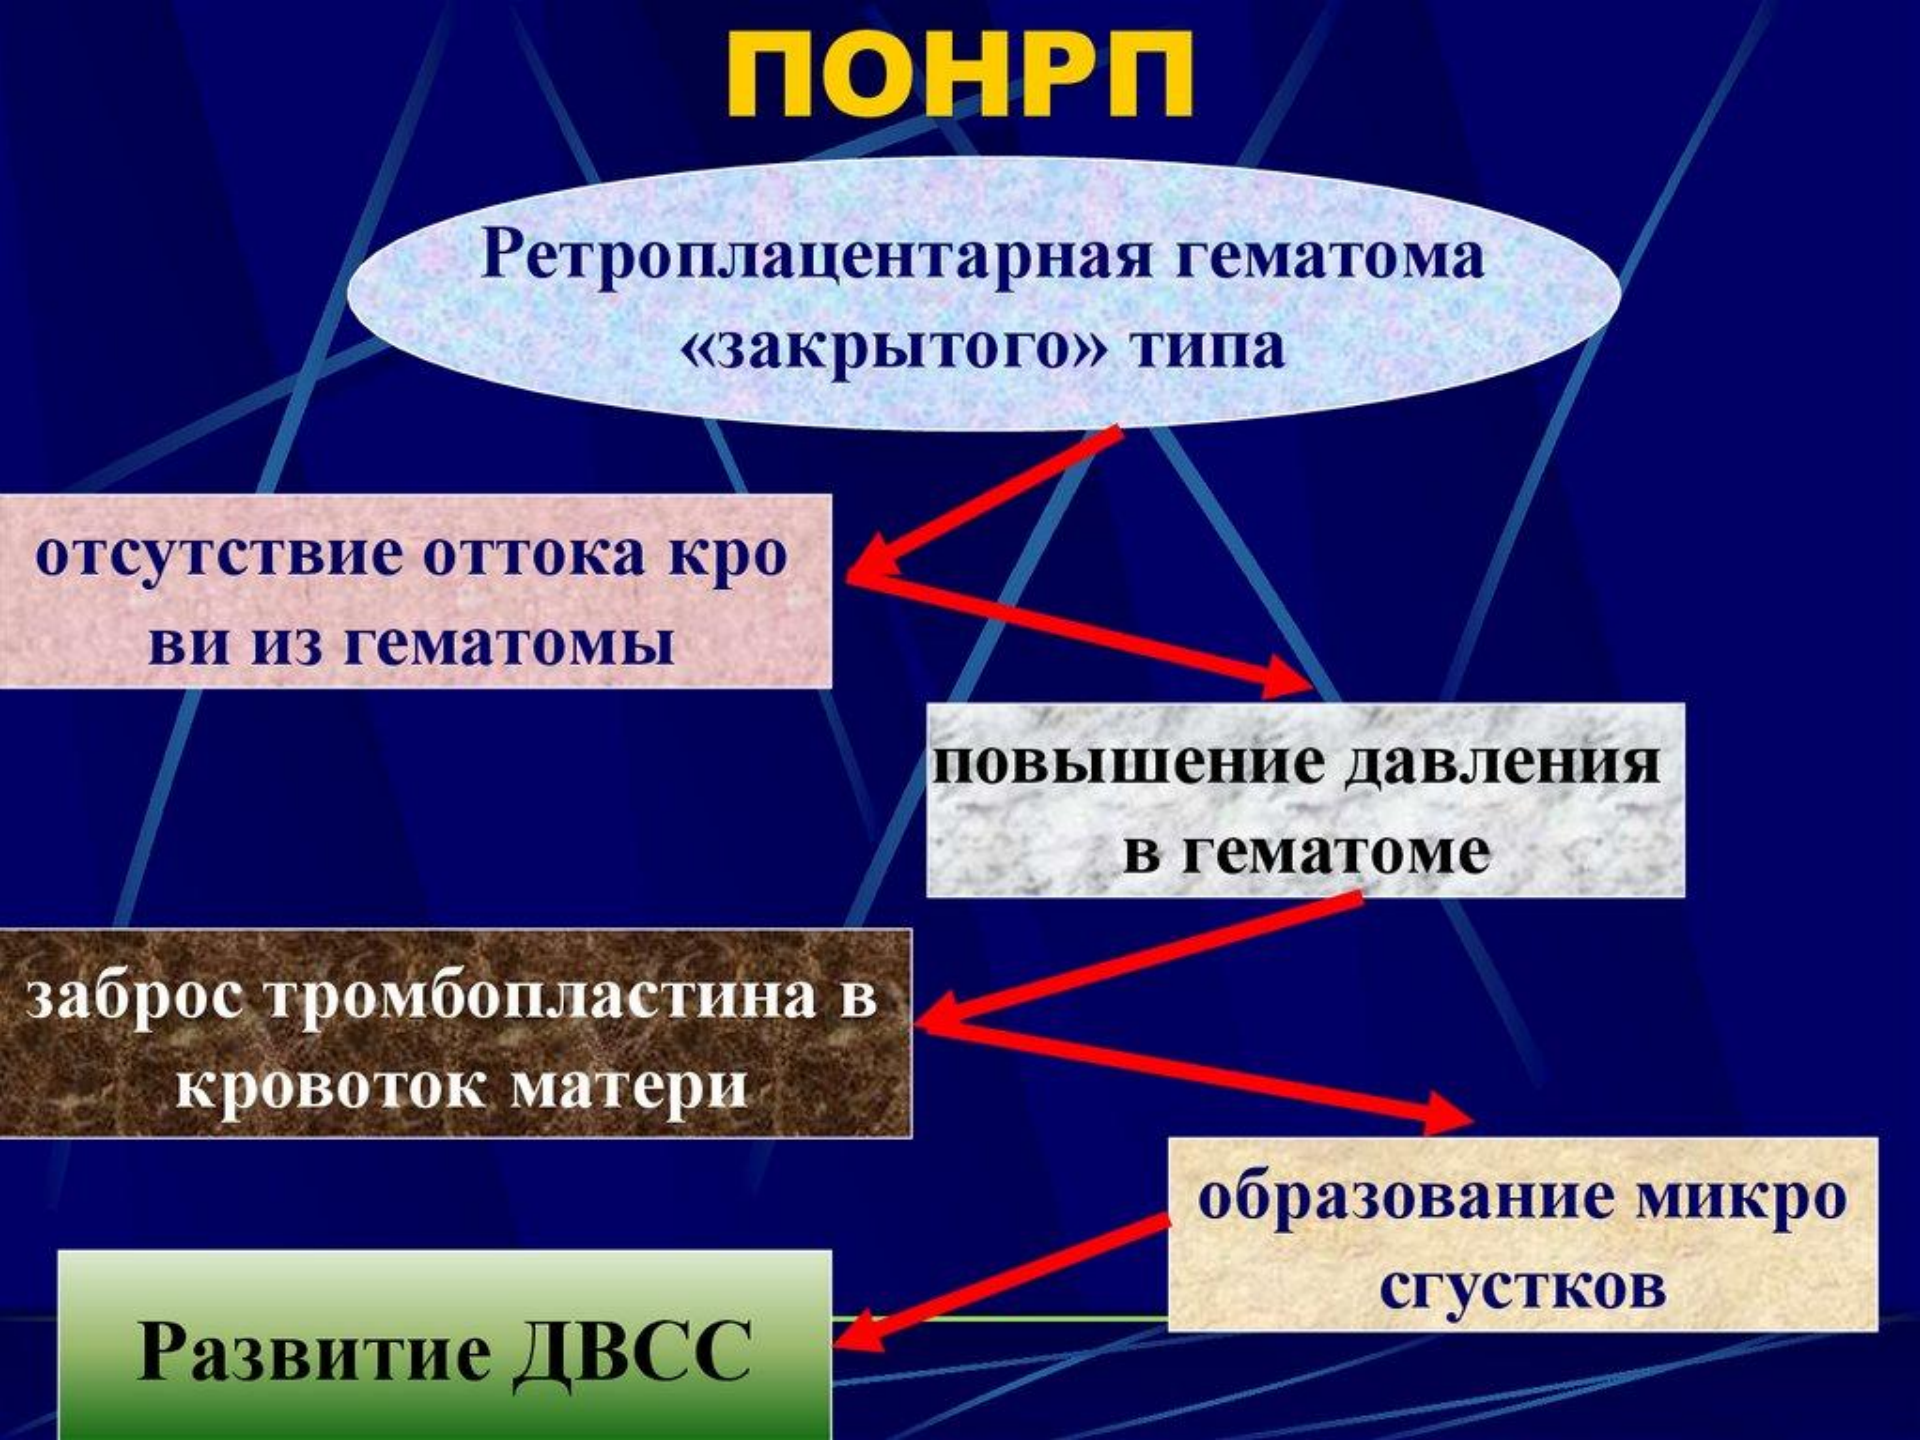 ПОНРП
Ретроплацентарная гематома
«закрытого» типа
отсутствие оттока кро
ви из гематомы
повышение давления
в гематоме
заброс тромбопластина в
кровоток матери
образование микро
сгустков
Развитие ДВСС